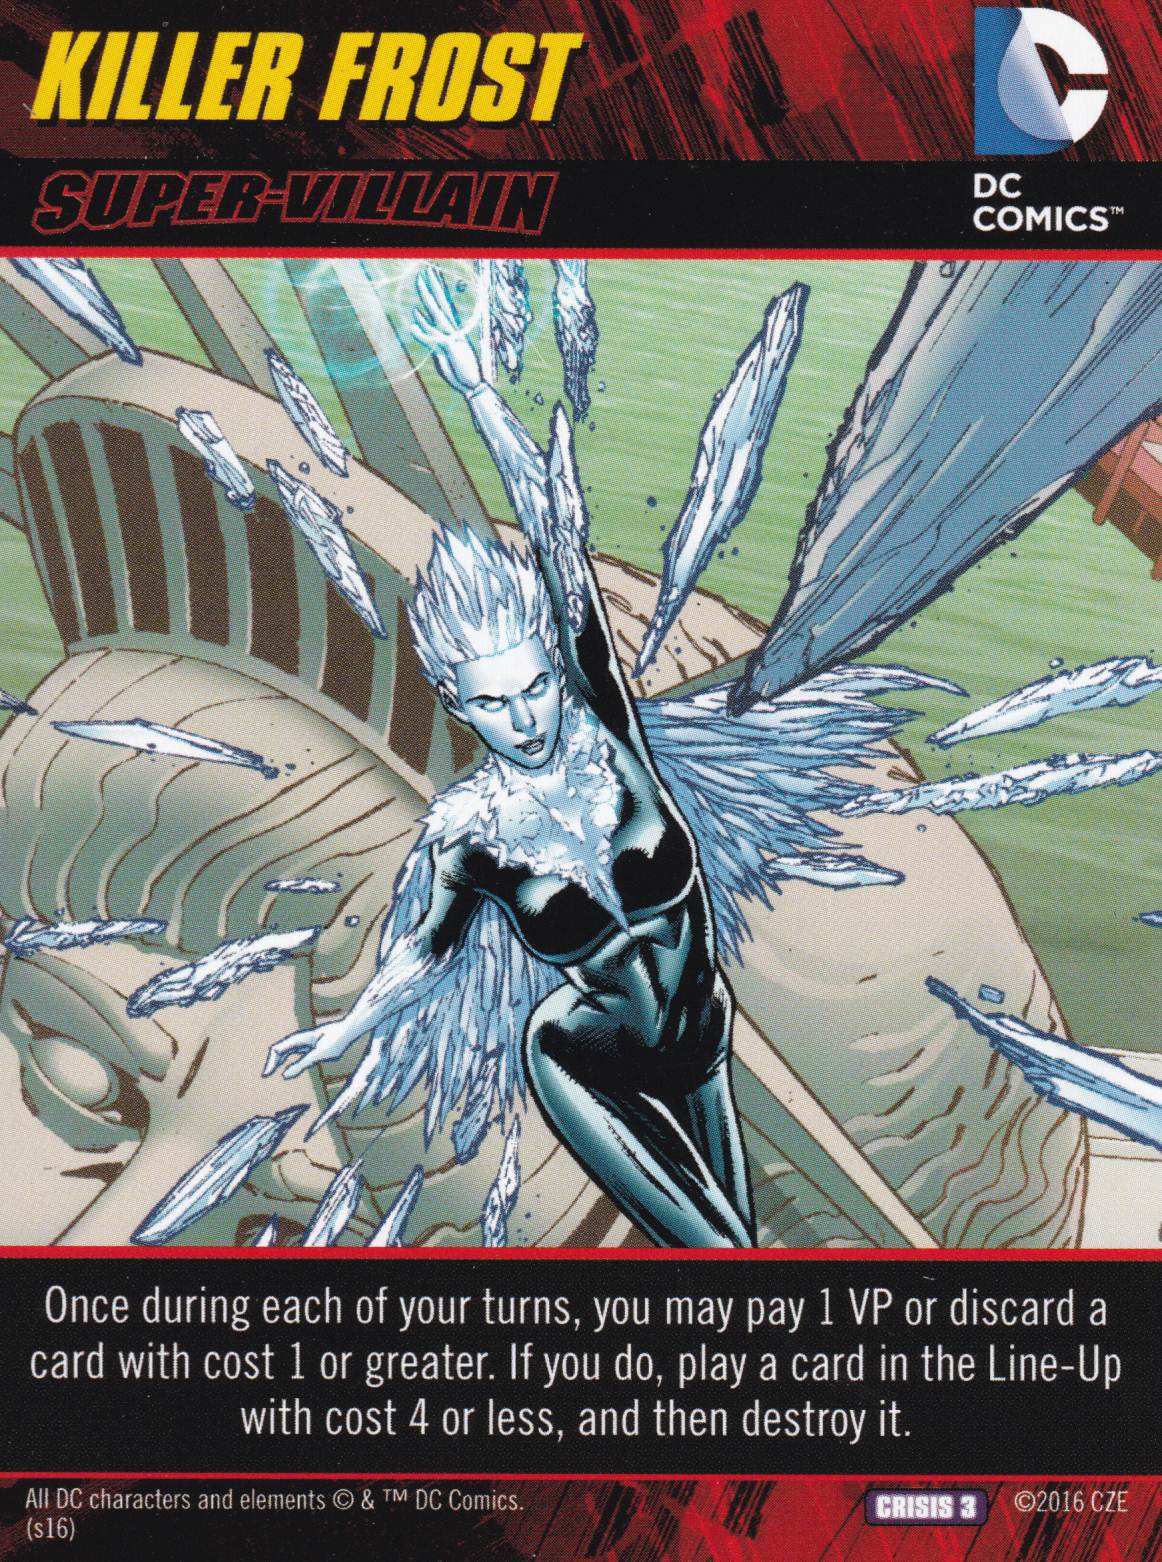 KILLER FROST
SUPER-VILLAIN
DC
COMICS™
Once during each of your turns, you may pay 1 VP or discard a
card with cost 1 or greater. If you do, play a card in the Line-Up
with cost 4 or less, and then destroy it.
All DC characters and elements © & ™ DC Comics.
(s16)
CRISIS 3
©2016 CZE